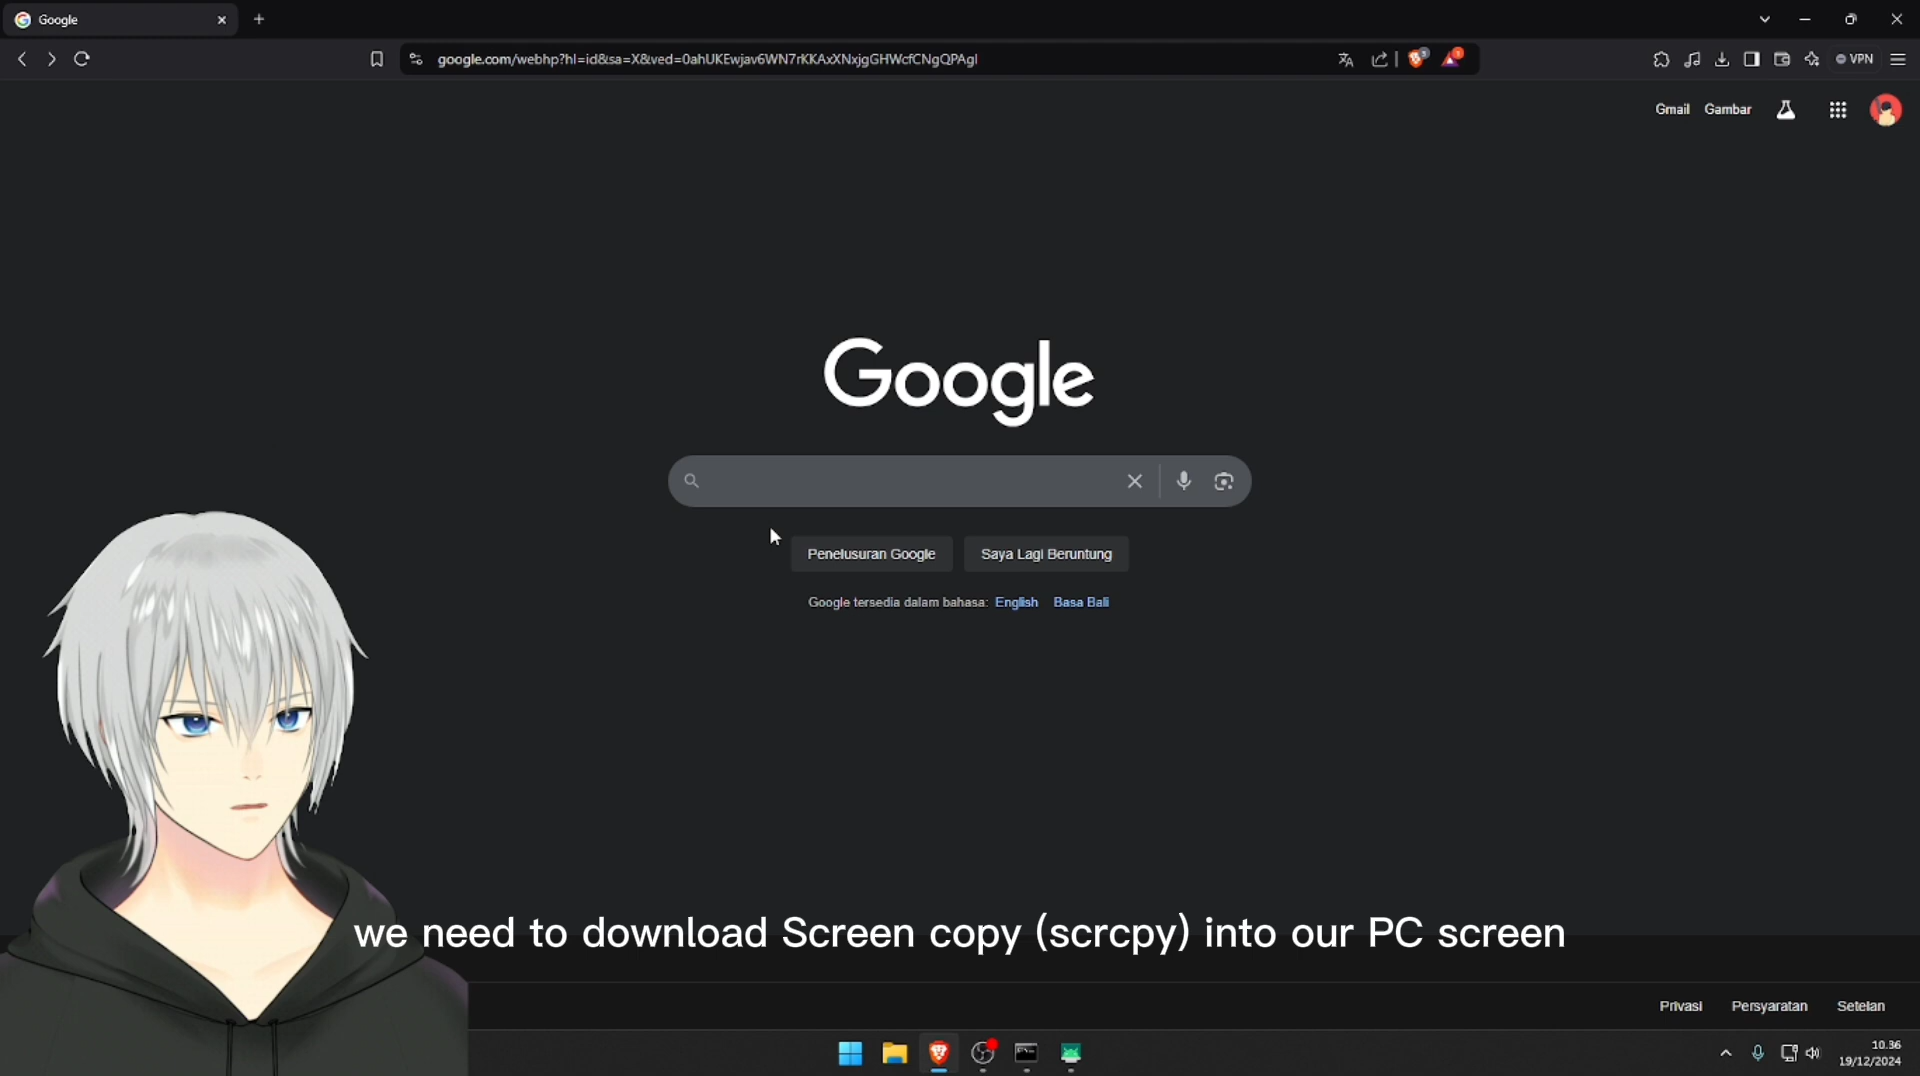 Google
google.com/webhp?hl=id&sa=X&ved=0ahUKEwjav6WN7rKKAxXNxjgGHWcfCNgQPAgI
VPN
Gmail Gambar
Google
Penelusuran Google Saya Lagi Beruntung
Google tersedia dalam bahasa: English Basa Bali
we need to download Screen copy (scrcpy) into our PC screen
Privasi Persyaratan Setelan
10.36
19/12/2024